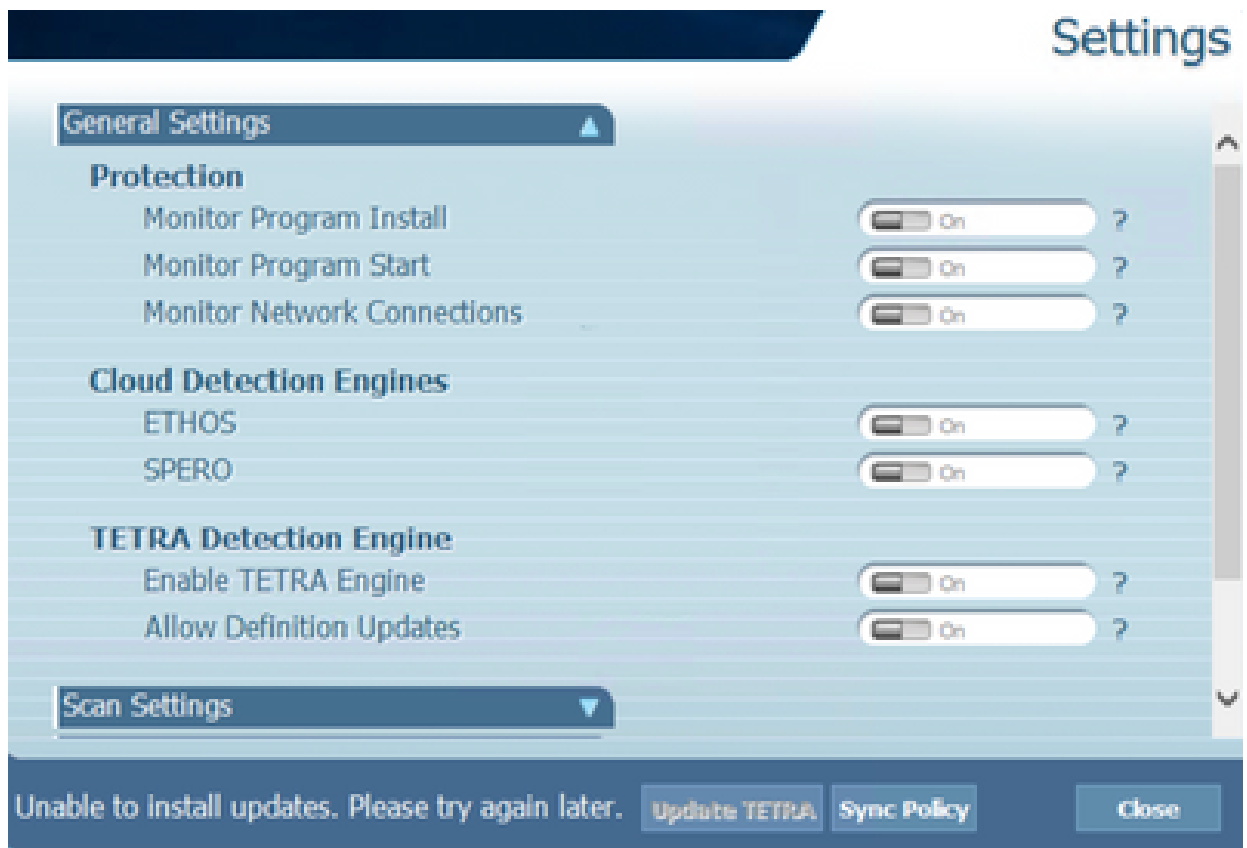 Settings
General Settings
Protection
Monitor Program Install On ?
Monitor Program Start On ?
Monitor Network Connections On ?
Cloud Detection Engines
ETHOS On ?
SPERO On ?
TETRA Detection Engine
Enable TETRA Engine On ?
Allow Definition Updates On ?
Scan Settings
Unable to install updates. Please try again later. Update TETRA Sync Policy Close